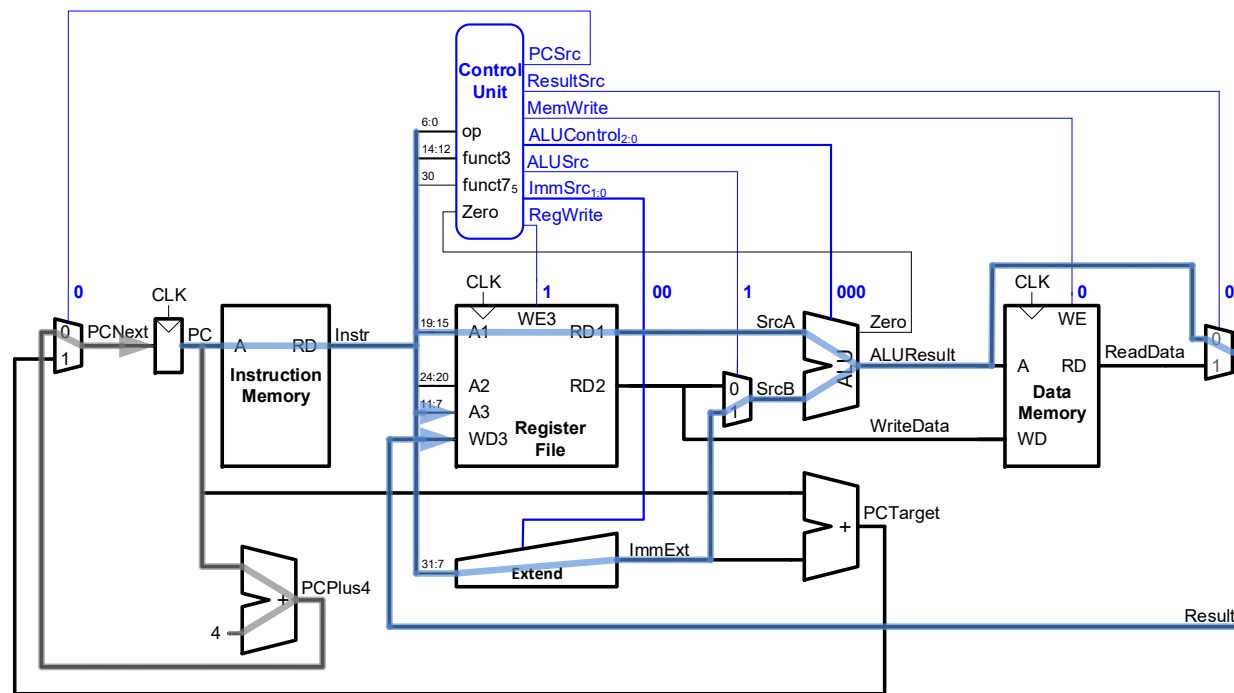 PCSrc
Control
Unit
ResultSrc
MemWrite
6:0
op
ALUControl2:0
14:12
funct3
ALUSrc
30
funct75
ImmSrc1:0
Zero
RegWrite
0
CLK
CLK
1
00
1
000
CLK
0
0
0
1
PCNext
PC
A
RD
Instr
Instruction
Memory
19:15
A1
WE3
RD1
SrcA
Zero
WE
24:20
A2
RD2
0
1
SrcB
ALU
ALUResult
A
RD
ReadData
0
1
11:7
A3
WD3
Register
File
WriteData
Data
Memory
WD
PCTarget
+
31:7
Extend
ImmExt
PCPlus4
+
4
Result